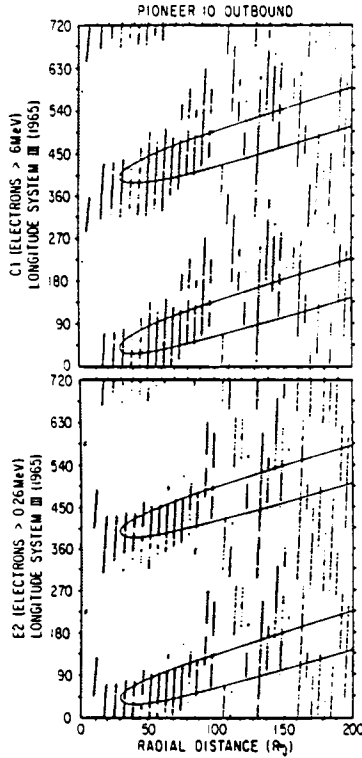 PIONEER 10 OUTBOUND
C1 (ELECTRONS > 6MeV)
LONGITUDE SYSTEM III (1965)
720
630
540
450
360
270
180
90
0
E2 (ELECTRONS > 0.26MeV)
LONGITUDE SYSTEM III (1965)
720
630
540
450
360
270
180
90
0
0 50 100 150 200
RADIAL DISTANCE (RJ)